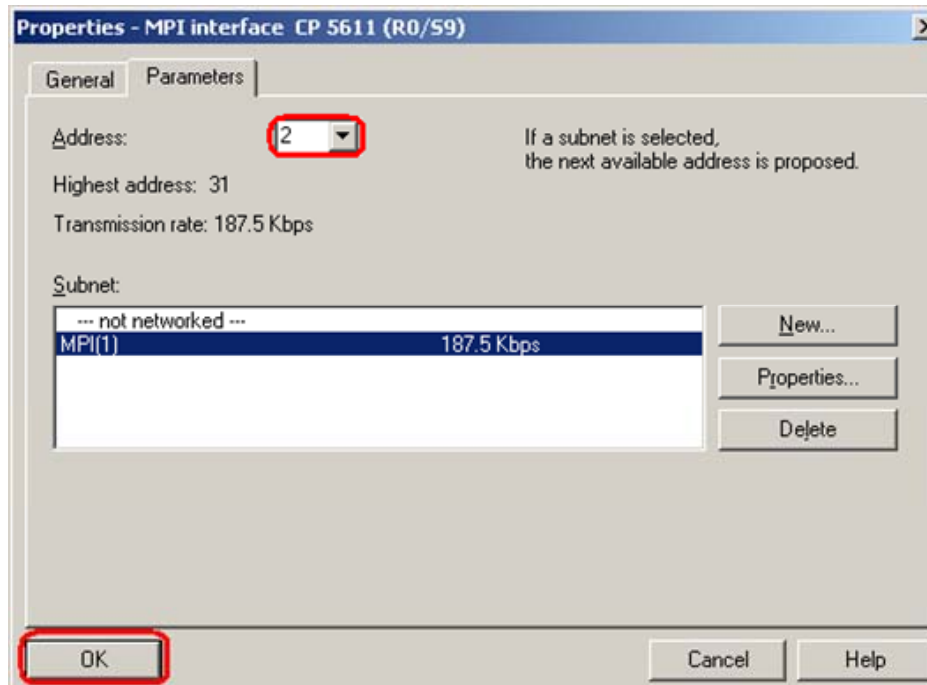 Properties - MPI interface  CP 5611 (R0/S9)
General Parameters
Address: 2
If a subnet is selected,
the next available address is proposed.
Highest address: 31
Transmission rate: 187.5 Kbps
Subnet:
--- not networked ---
MPI(1) 187.5 Kbps
New...
Properties...
Delete
OK Cancel Help